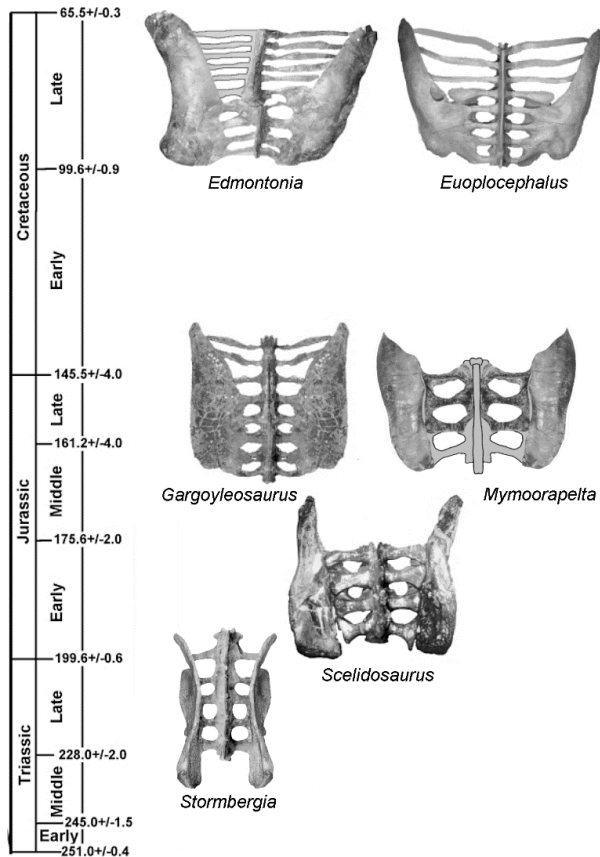 65.5+/-0.3
Late
Edmontonia
Euoplocephalus
99.6+/-0.9
Cretaceous
Early
145.5+/-4.0
Late
161.2+/-4.0
Gargoyleosaurus
Mymoorapelta
Jurassic
Middle
175.6+/-2.0
Early
199.6+/-0.6
Scelidosaurus
Late
Triassic
228.0+/-2.0
Middle
Stormbergia
245.0+/-1.5
Early
251.0+/-0.4